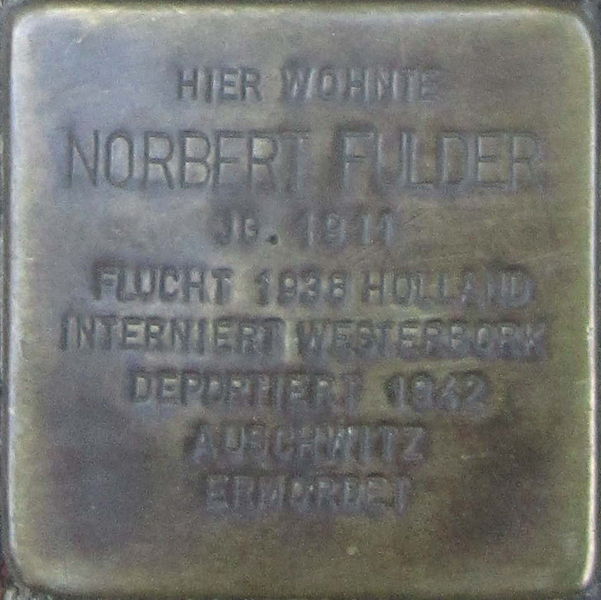 HIER WOHNTE
NORBERT FULDER
JG. 1911
FLUCHT 1938 HOLLAND
INTERNIERT WESTERBORK
DEPORTIERT 1942
AUSCHWITZ
ERMORDET